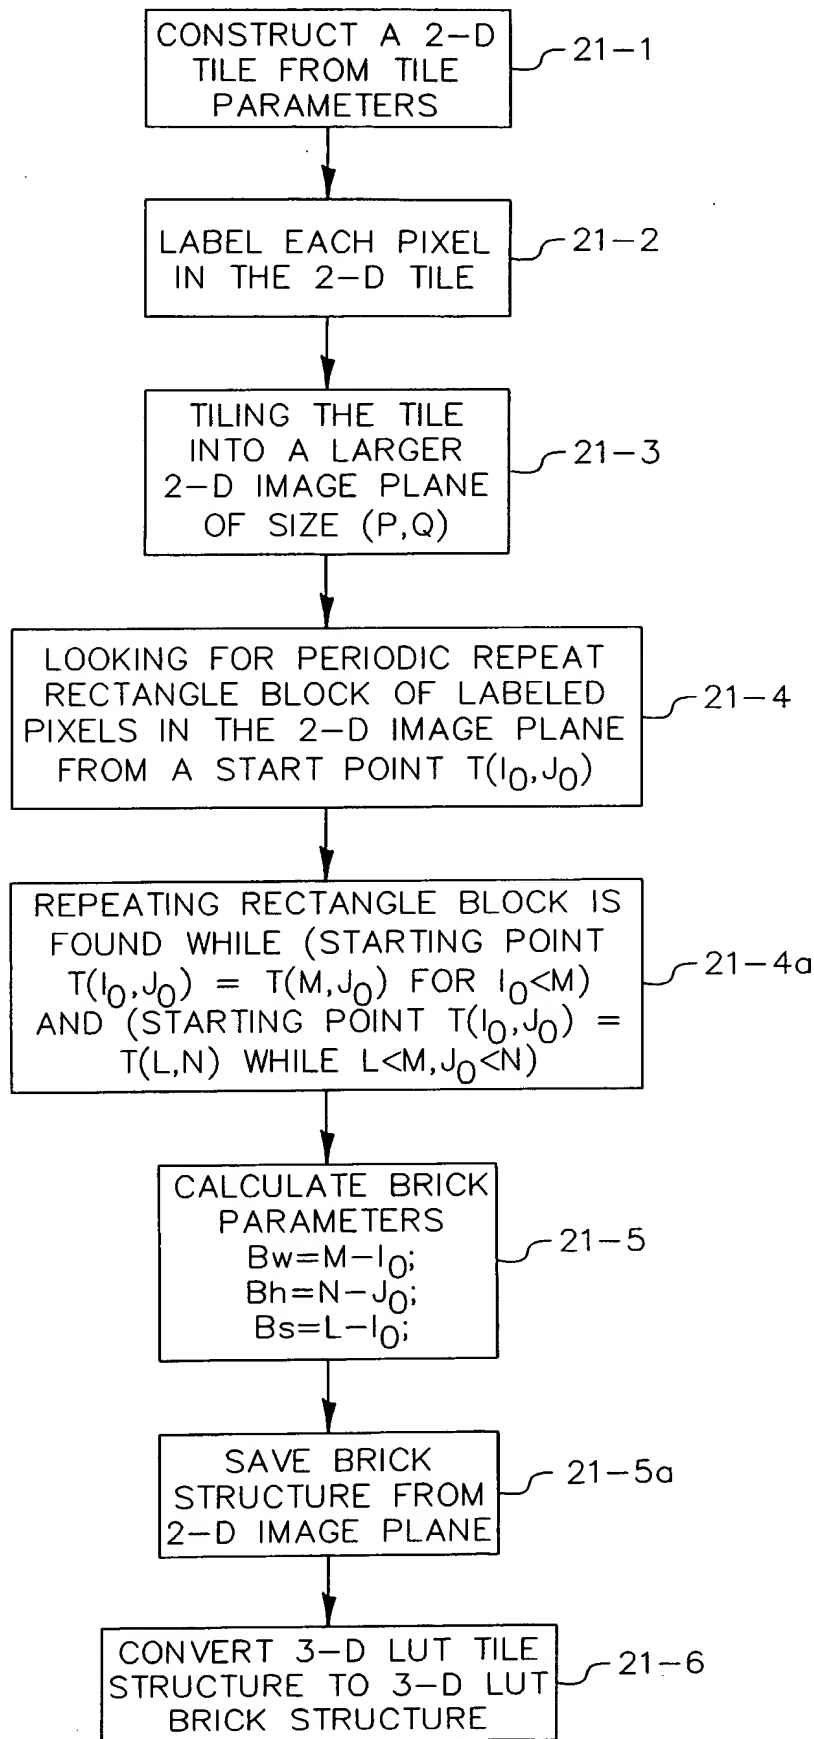 CONSTRUCT A 2-D
TILE FROM TILE
PARAMETERS
21-1
LABEL EACH PIXEL
IN THE 2-D TILE
21-2
TILING THE TILE
INTO A LARGER
2-D IMAGE PLANE
OF SIZE (P,Q)
21-3
LOOKING FOR PERIODIC REPEAT
RECTANGLE BLOCK OF LABELED
PIXELS IN THE 2-D IMAGE PLANE
FROM A START POINT T(I0,J0)
21-4
REPEATING RECTANGLE BLOCK IS
FOUND WHILE (STARTING POINT
T(I0,J0) = T(M,J0) FOR I0<M)
AND (STARTING POINT T(I0,J0) =
T(L,N) WHILE L<M,J0<N)
21-4a
CALCULATE BRICK
PARAMETERS
Bw=M-I0;
Bh=N-J0;
Bs=L-I0;
21-5
SAVE BRICK
STRUCTURE FROM
2-D IMAGE PLANE
21-5a
CONVERT 3-D LUT TILE
STRUCTURE TO 3-D LUT
BRICK STRUCTURE
21-6